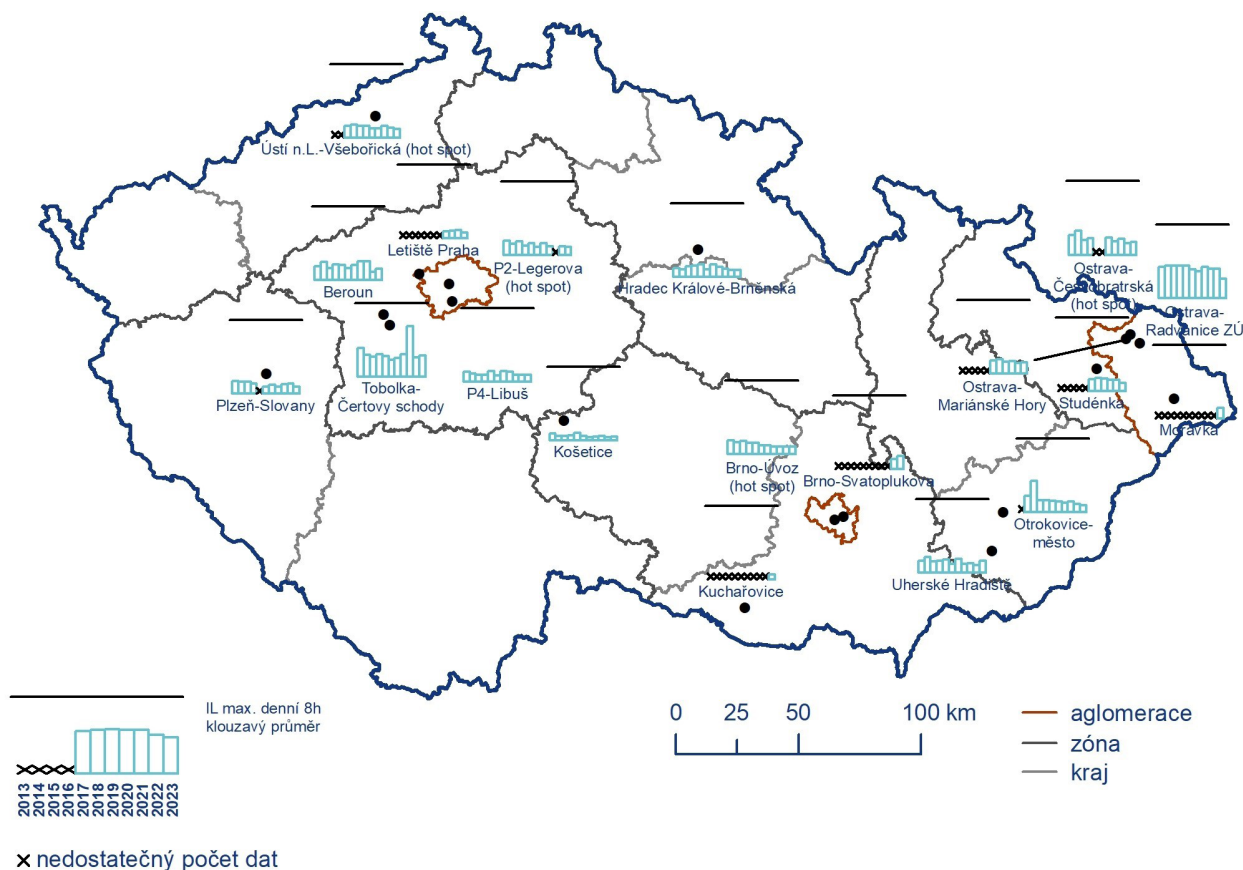 Ústí n.L.-Všebořická (hot spot)
Letiště Praha
P2-Legerova
(hot spot)
Beroun
Hradec Králové-Brněnská
Ostrava-
Českobratrská
(hot spot)
Ostrava-
Radvanice ZÚ
Plzeň-Slovany
Tobolka-
Čertovy schody
P4-Libuš
Ostrava-
Mariánské Hory
Studénka
Morávka
Košetice
Brno-Úvoz
(hot spot)
Brno-Svatoplukova
Otrokovice-
město
Uherské Hradiště
Kuchařovice
IL max. denní 8h
klouzavý průměr
2013
2014
2015
2016
2017
2018
2019
2020
2021
2022
2023
nedostatečný počet dat
0 25 50 100 km
aglomerace
zóna
kraj